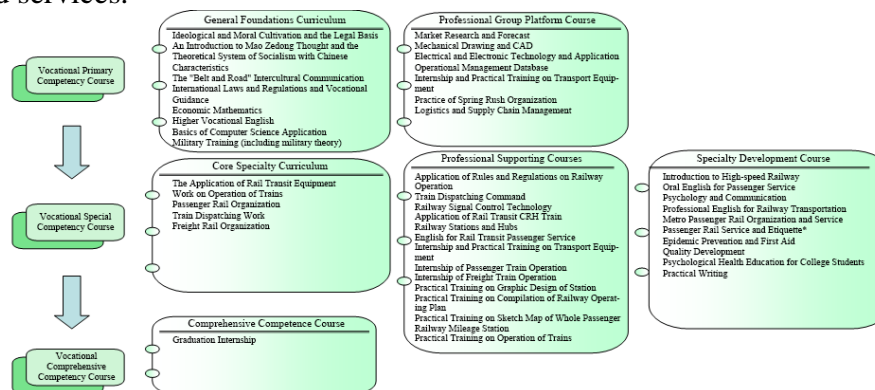 d services.
General Foundations Curriculum
Ideological and Moral Cultivation and the Legal Basis
An Introduction to Mao Zedong Thought and the
Theoretical System of Socialism with Chinese
Characteristics
The "Belt and Road" Intercultural Communication
International Laws and Regulations and Vocational
Guidance
Economic Mathematics
Higher Vocational English
Basics of Computer Science Application
Military Training (including military theory)
Professional Group Platform Course
Market Research and Forecast
Mechanical Drawing and CAD
Electrical and Electronic Technology and Application
Operational Management Database
Internship and Practical Training on Transport Equip-
ment
Practice of Spring Rush Organization
Logistics and Supply Chain Management
Vocational Primary
Competency Course
Core Specialty Curriculum
The Application of Rail Transit Equipment
Work on Operation of Trains
Passenger Rail Organization
Train Dispatching Work
Freight Rail Organization
Professional Supporting Courses
Application of Rules and Regulations on Railway
Operation
Train Dispatching Command
Railway Signal Control Technology
Application of Rail Transit CRH Train
Railway Stations and Hubs
English for Rail Transit Passenger Service
Internship and Practical Training on Transport Equip-
ment
Internship of Passenger Train Operation
Internship of Freight Train Operation
Practical Training on Graphic Design of Station
Practical Training on Compilation of Railway Operat-
ing Plan
Practical Training on Sketch Map of Whole Passenger
Railway Mileage Station
Practical Training on Operation of Trains
Specialty Development Course
Introduction to High-speed Railway
Oral English for Passenger Service
Psychology and Communication
Professional English for Railway Transportation
Metro Passenger Rail Organization and Service
Passenger Rail Service and Etiquette*
Epidemic Prevention and First Aid
Quality Development
Psychological Health Education for College Students
Practical Writing
Vocational Special
Competency Course
Comprehensive Competence Course
Graduation Internship
Vocational
Comprehensive
Competency Course